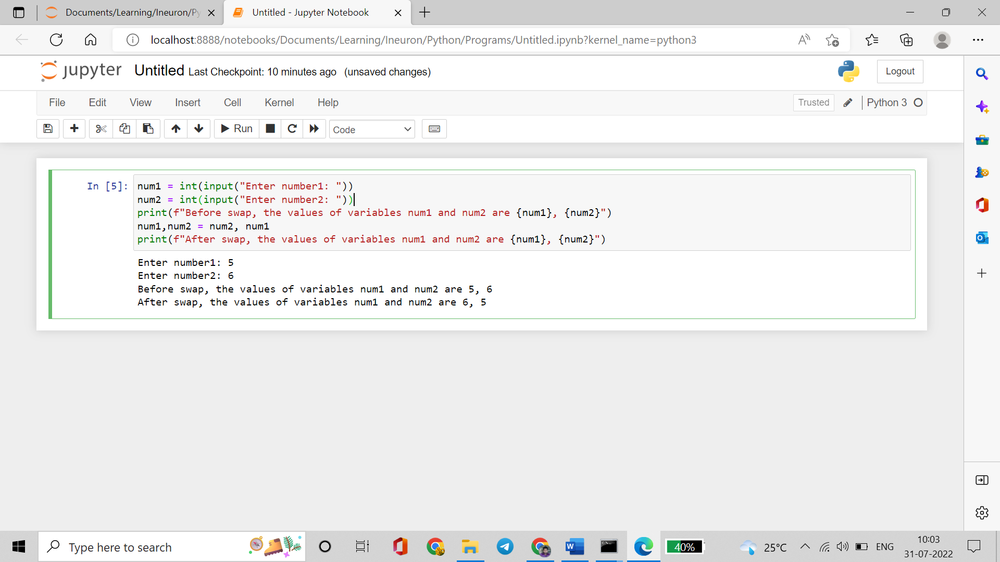 Documents/Learning/Ineuron/Py
Untitled - Jupyter Notebook
localhost:8888/notebooks/Documents/Learning/Ineuron/Python/Programs/Untitled.ipynb?kernel_name=python3
jupyter Untitled Last Checkpoint: 10 minutes ago (unsaved changes)
Logout
File Edit View Insert Cell Kernel Help
Trusted Python 3
Run Code
In [5]: num1 = int(input("Enter number1: "))
num2 = int(input("Enter number2: "))
print(f"Before swap, the values of variables num1 and num2 are {num1}, {num2}")
num1,num2 = num2, num1
print(f"After swap, the values of variables num1 and num2 are {num1}, {num2}")
Enter number1: 5
Enter number2: 6
Before swap, the values of variables num1 and num2 are 5, 6
After swap, the values of variables num1 and num2 are 6, 5
Type here to search
40%
25°C
ENG
10:03
31-07-2022